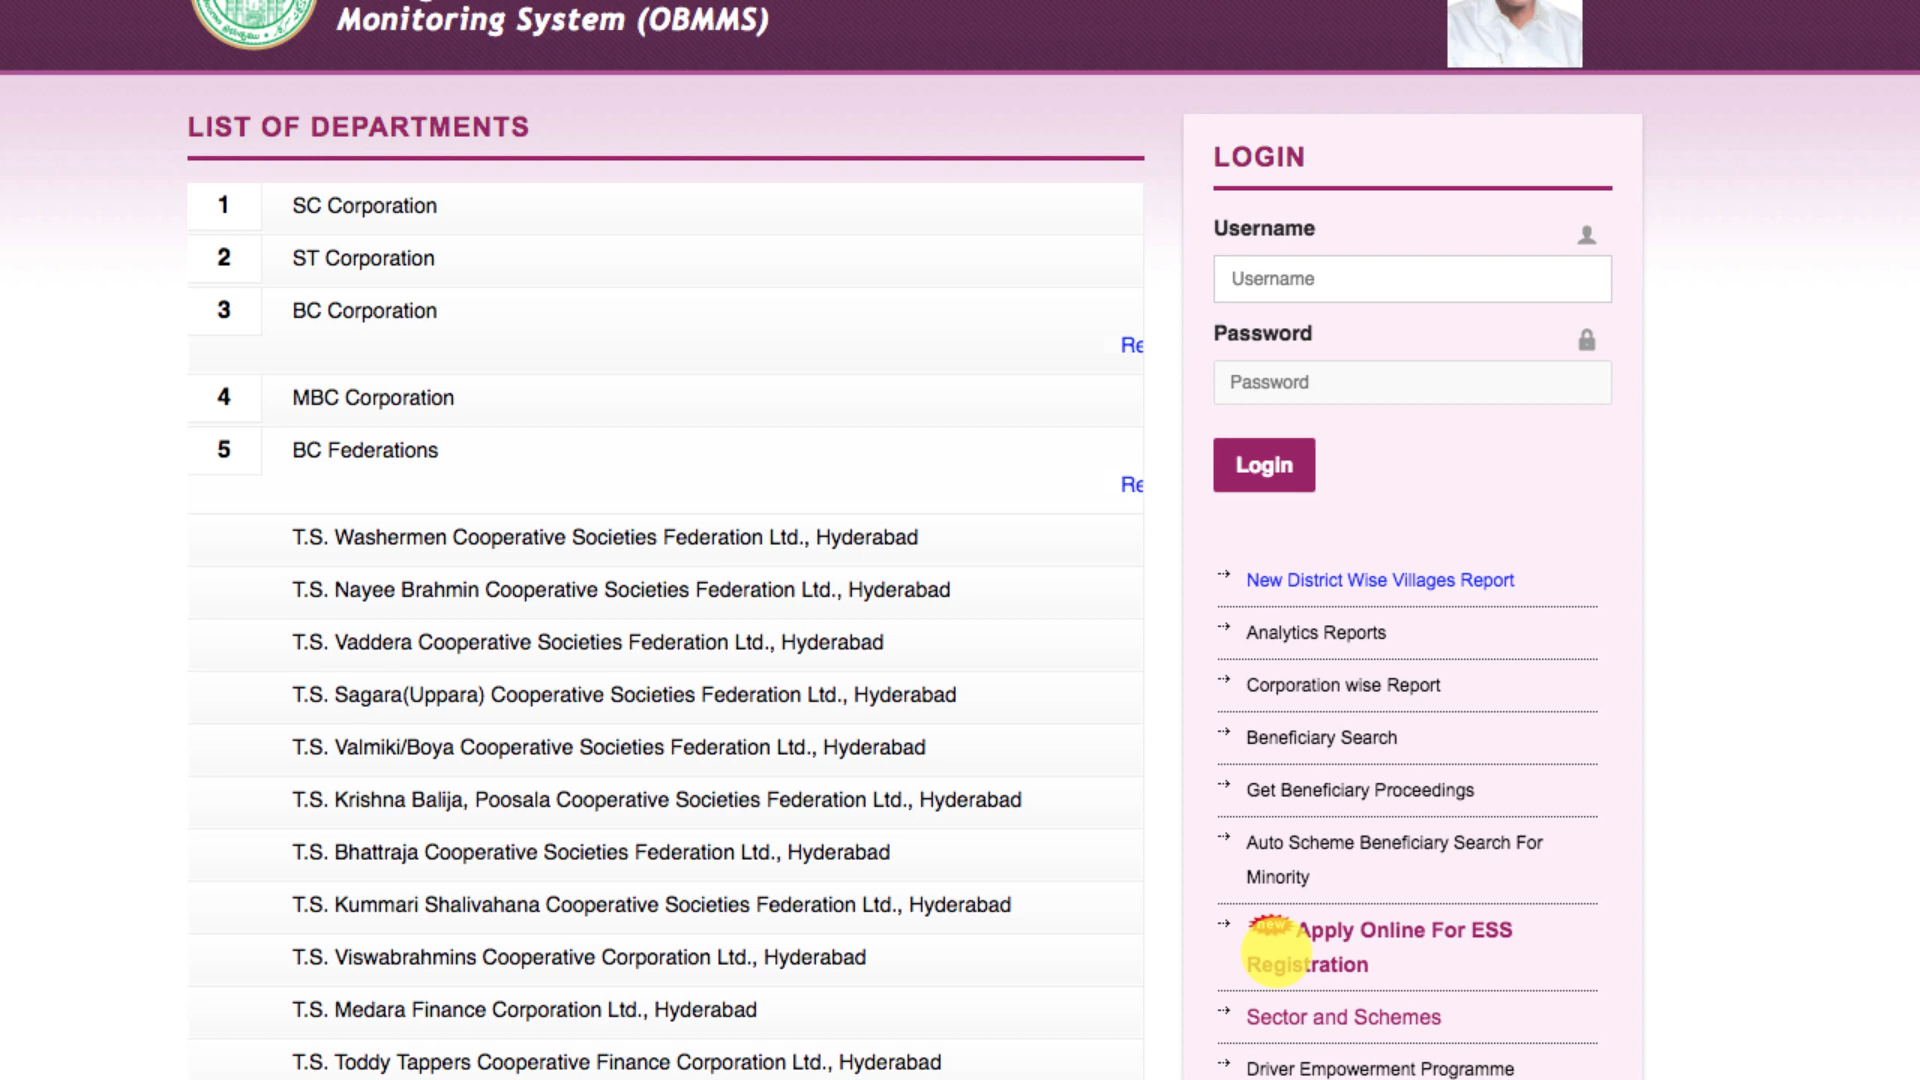 Monitoring System (OBMMS)
LIST OF DEPARTMENTS
1 SC Corporation
2 ST Corporation
3 BC Corporation
Re
4 MBC Corporation
5 BC Federations
Re
T.S. Washermen Cooperative Societies Federation Ltd., Hyderabad
T.S. Nayee Brahmin Cooperative Societies Federation Ltd., Hyderabad
T.S. Vaddera Cooperative Societies Federation Ltd., Hyderabad
T.S. Sagara(Uppara) Cooperative Societies Federation Ltd., Hyderabad
T.S. Valmiki/Boya Cooperative Societies Federation Ltd., Hyderabad
T.S. Krishna Balija, Poosala Cooperative Societies Federation Ltd., Hyderabad
T.S. Bhattraja Cooperative Societies Federation Ltd., Hyderabad
T.S. Kummari Shalivahana Cooperative Societies Federation Ltd., Hyderabad
T.S. Viswabrahmins Cooperative Corporation Ltd., Hyderabad
T.S. Medara Finance Corporation Ltd., Hyderabad
T.S. Toddy Tappers Cooperative Finance Corporation Ltd., Hyderabad
LOGIN
Username
Username
Password
Password
Login
New District Wise Villages Report
Analytics Reports
Corporation wise Report
Beneficiary Search
Get Beneficiary Proceedings
Auto Scheme Beneficiary Search For
Minority
new Apply Online For ESS
Registration
Sector and Schemes
Driver Empowerment Programme